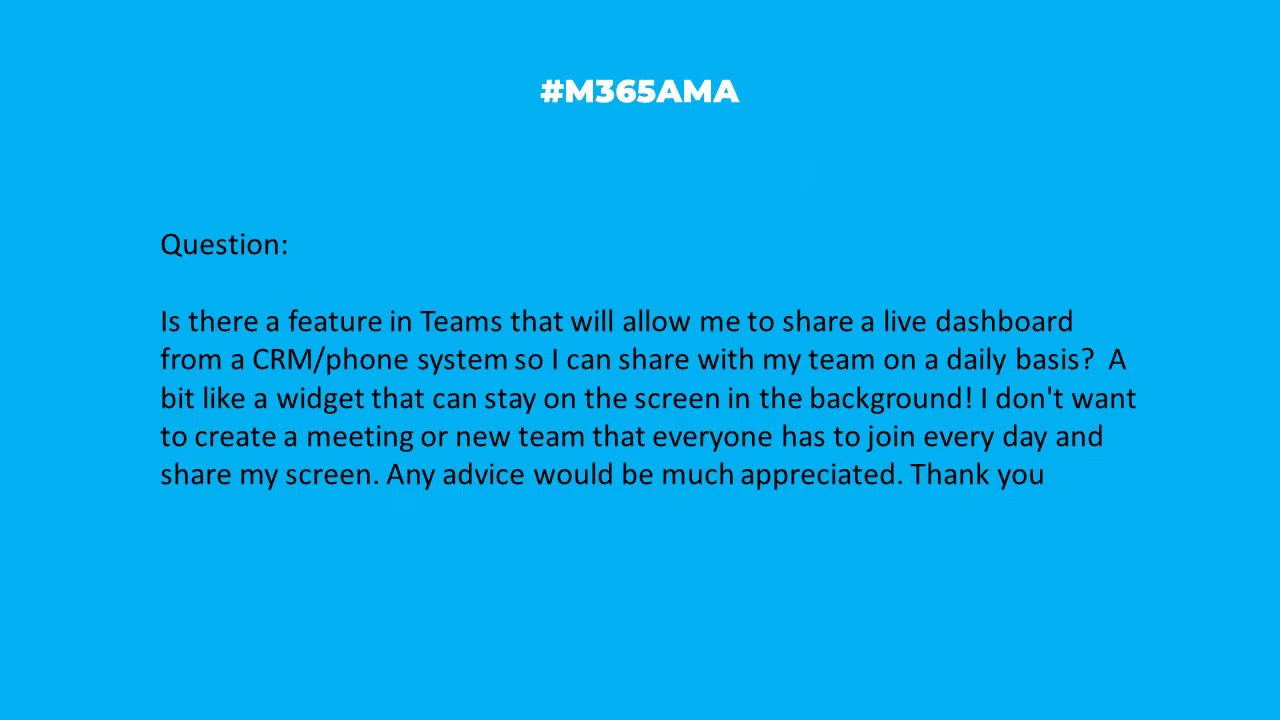 #M365AMA
Question:
Is there a feature in Teams that will allow me to share a live dashboard
from a CRM/phone system so I can share with my team on a daily basis?  A
bit like a widget that can stay on the screen in the background! I don't want
to create a meeting or new team that everyone has to join every day and
share my screen. Any advice would be much appreciated. Thank you